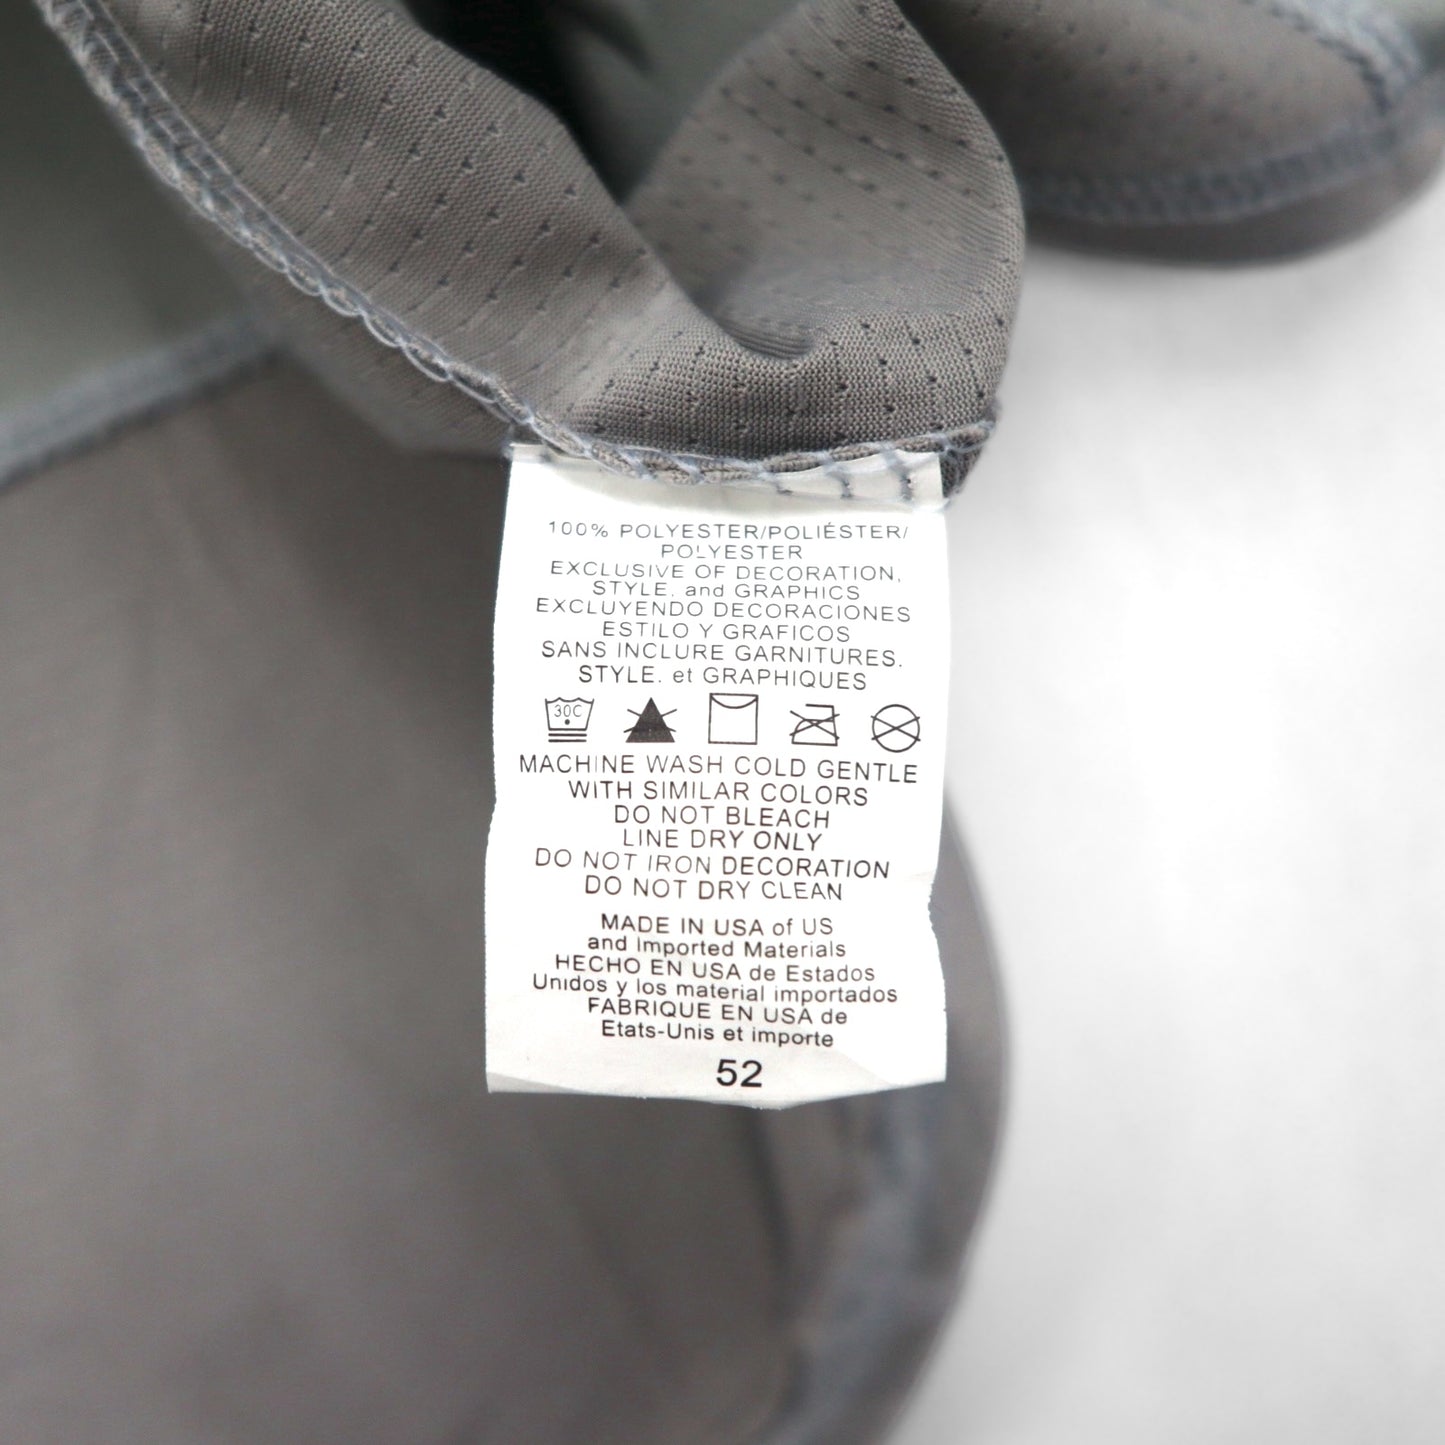 100% POLYESTER/POLIÉSTER/
POLYESTER
EXCLUSIVE OF DECORATION,
STYLE. and GRAPHICS
EXCLUYENDO DECORACIONES
ESTILO Y GRAFICOS
SANS INCLURE GARNITURES.
STYLE. et GRAPHIQUES
30C
MACHINE WASH COLD GENTLE
WITH SIMILAR COLORS
DO NOT BLEACH
LINE DRY ONLY
DO NOT IRON DECORATION
DO NOT DRY CLEAN
MADE IN USA of US
and Imported Materials
HECHO EN USA de Estados
Unidos y los material importados
FABRIQUE EN USA de
Etats-Unis et importe
52